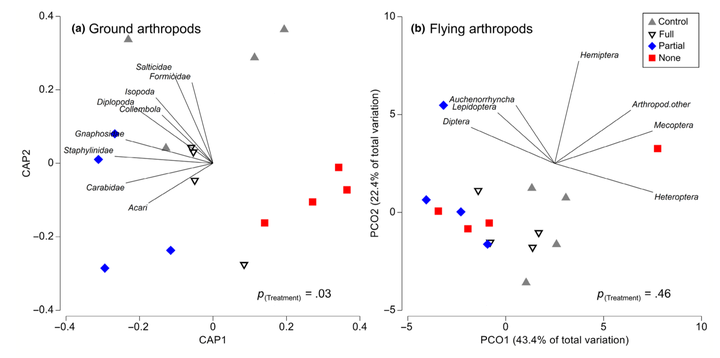 (a) Ground arthropods
0.4
0.2
0
−0.2
−0.4
CAP2
Salticidae
Formicidae
Isopoda
Diplopoda
Collembola
Gnaphosidae
Staphylinidae
Carabidae
Acari
p(Treatment) = .03
−0.4
−0.2
0
0.2
0.4
CAP1
(b) Flying arthropods
10
5
0
−5
PCO2 (22.4% of total variation)
Control
Full
Partial
None
Hemiptera
Auchenorrhyncha
Lepidoptera
Diptera
Arthropod.other
Mecoptera
Heteroptera
p(Treatment) = .46
−5
0
5
10
PCO1 (43.4% of total variation)